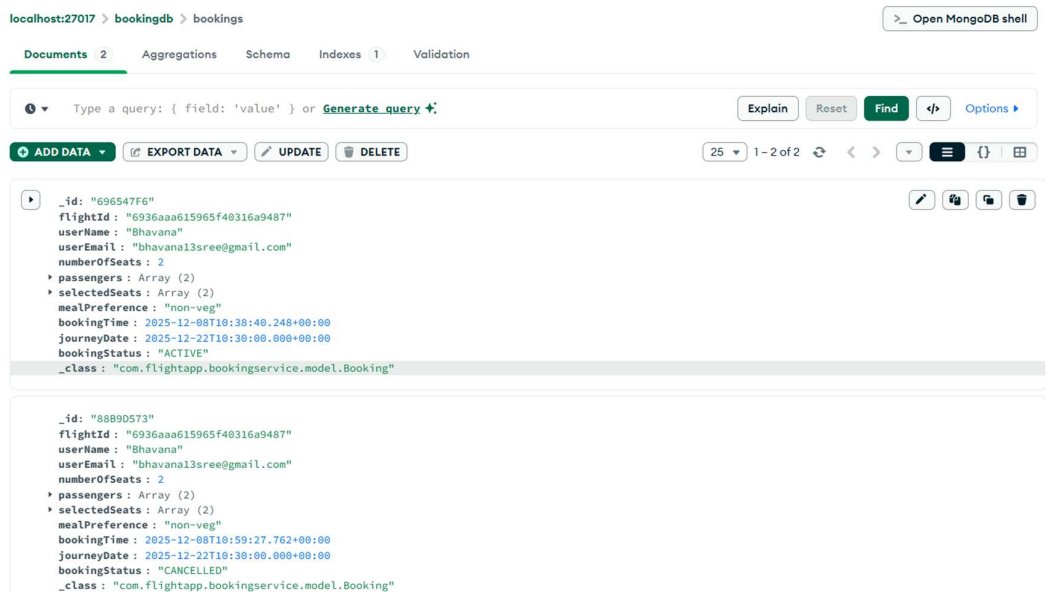 localhost:27017 > bookingdb > bookings
>_ Open MongoDB shell
Documents 2 Aggregations Schema Indexes 1 Validation
Type a query: { field: 'value' } or Generate query
Explain Reset Find </> Options
ADD DATA EXPORT DATA UPDATE DELETE
25 1 – 2 of 2 {}
_id: "696547F6"
flightId : "6936aaa615965f40316a9487"
userName : "Bhavana"
userEmail : "bhavana13sree@gmail.com"
numberOfSeats : 2
passengers : Array (2)
selectedSeats : Array (2)
mealPreference : "non-veg"
bookingTime : 2025-12-08T10:38:40.248+00:00
journeyDate : 2025-12-22T10:30:00.000+00:00
bookingStatus : "ACTIVE"
_class : "com.flightapp.bookingservice.model.Booking"
_id: "88B9D573"
flightId : "6936aaa615965f40316a9487"
userName : "Bhavana"
userEmail : "bhavana13sree@gmail.com"
numberOfSeats : 2
passengers : Array (2)
selectedSeats : Array (2)
mealPreference : "non-veg"
bookingTime : 2025-12-08T10:59:27.762+00:00
journeyDate : 2025-12-22T10:30:00.000+00:00
bookingStatus : "CANCELLED"
_class : "com.flightapp.bookingservice.model.Booking"